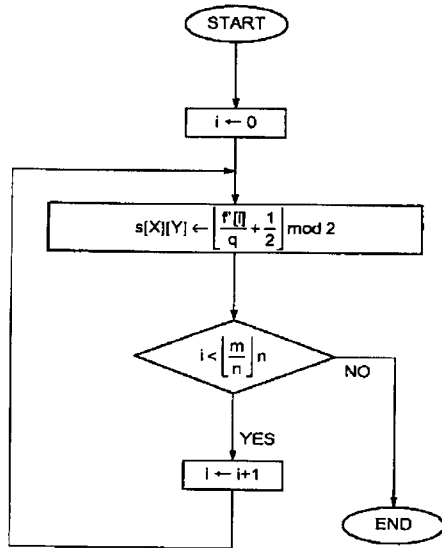 START
i ← 0
s[X][Y] ← ⌊f'[i]/q + 1/2⌋ mod 2
i < ⌊m/n⌋ n
NO
YES
i ← i+1
END